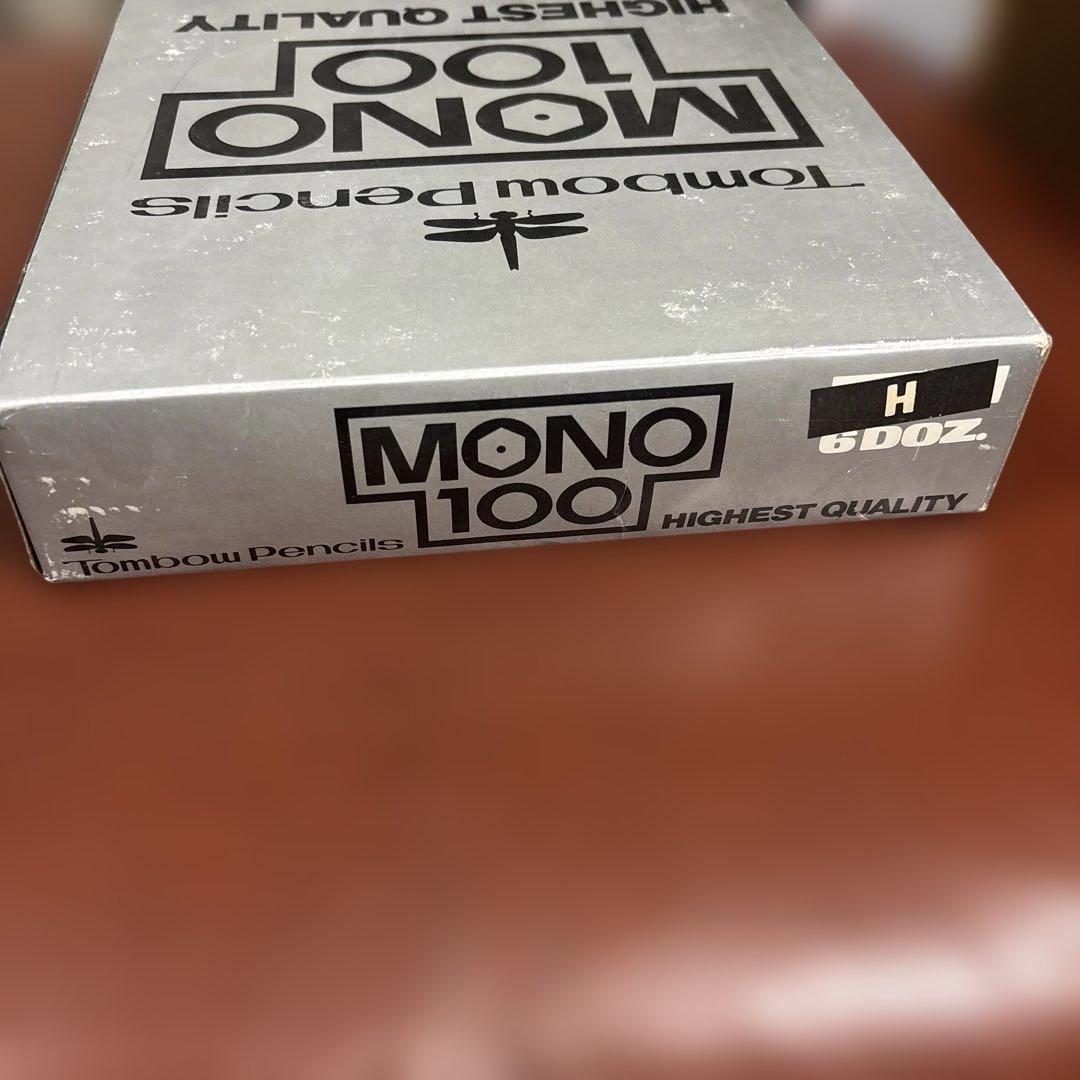 HIGHEST QUALITY
MONO
100
Tombow Pencils
MONO
100
Tombow Pencils
HIGHEST QUALITY
H
6 DOZ.